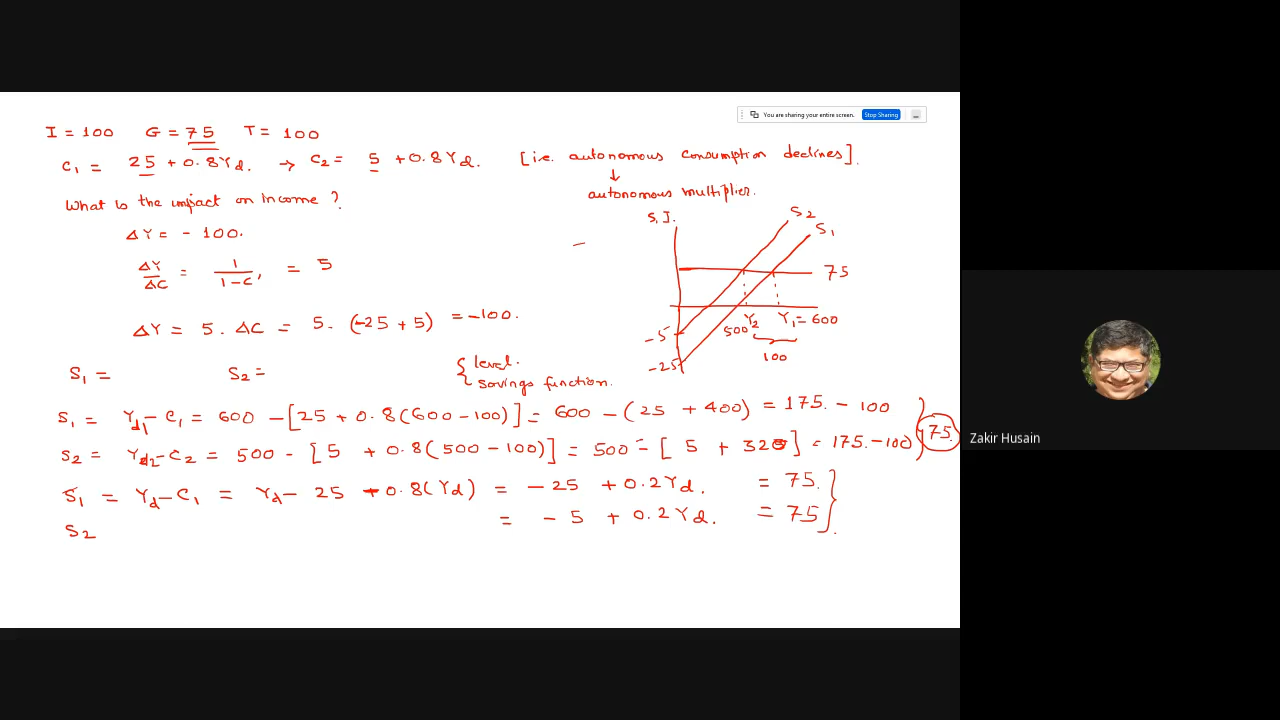 You are sharing your entire screen. Stop Sharing
I = 100 G = 75 T = 100
C₁ = 25 + 0.8Yd. → C₂ = 5 + 0.8Yd. [i.e. autonomous consumption declines].
↓
autonomous multiplier.
What is the impact on income?
ΔY = - 100.
ΔY/ΔC = 1/(1-c') = 5
ΔY = 5. ΔC = 5. (-25 + 5) = -100.
S.I.
S₂
S₁
75
500 Y₂ Y₁ = 600
100
-5
-25
S₁ = S₂ = { level. savings function.
S₁ = Yd₁ - C₁ = 600 - [25 + 0.8(600 - 100)] = 600 - (25 + 400) = 175. - 100 } 75.
S₂ = Yd₂ - C₂ = 500 - [5 + 0.8(500 - 100)] = 500 - [5 + 320] = 175. - 100
S₁ = Yd - C₁ = Yd - 25 - 0.8(Yd) = - 25 + 0.2Yd. = 75. }
= - 5 + 0.2Yd. = 75
S₂
Zakir Husain